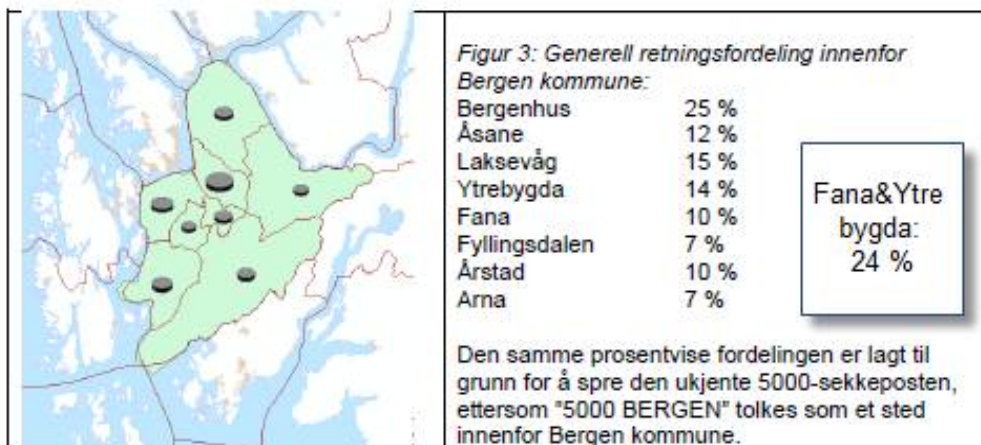 Figur 3: Generell retningsfordeling innenfor
Bergen kommune:
Bergenhus 25 %
Åsane 12 %
Laksevåg 15 %
Ytrebygda 14 %
Fana 10 %
Fyllingsdalen 7 %
Årstad 10 %
Arna 7 %
Fana&Ytre
bygda:
24 %
Den samme prosentvise fordelingen er lagt til
grunn for å spre den ukjente 5000-sekkeposten,
ettersom "5000 BERGEN" tolkes som et sted
innenfor Bergen kommune.